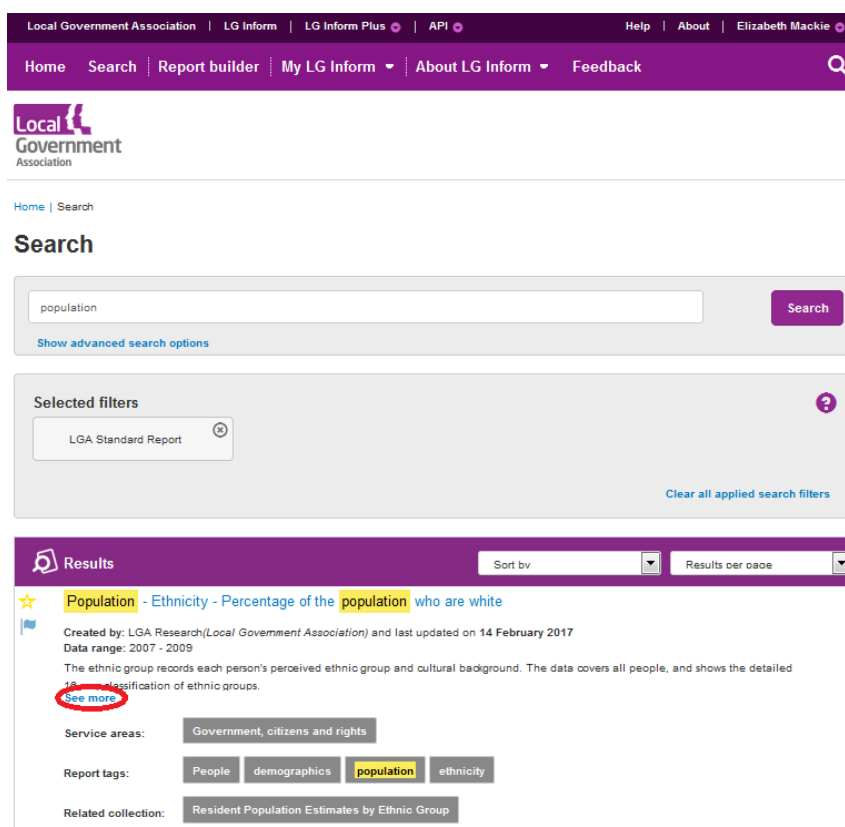 Local Government Association | LG Inform | LG Inform Plus | API Help | About | Elizabeth Mackie
Home Search Report builder My LG Inform About LG Inform Feedback
Local
Government
Association
Home | Search
Search
population
Search
Show advanced search options
Selected filters
LGA Standard Report
Clear all applied search filters
Results Sort by Results per page
Population - Ethnicity - Percentage of the population who are white
Created by: LGA Research(Local Government Association) and last updated on 14 February 2017
Data range: 2007 - 2009
The ethnic group records each person's perceived ethnic group and cultural background. The data covers all people, and shows the detailed
classification of ethnic groups.
See more
Service areas: Government, citizens and rights
Report tags: People demographics population ethnicity
Related collection: Resident Population Estimates by Ethnic Group